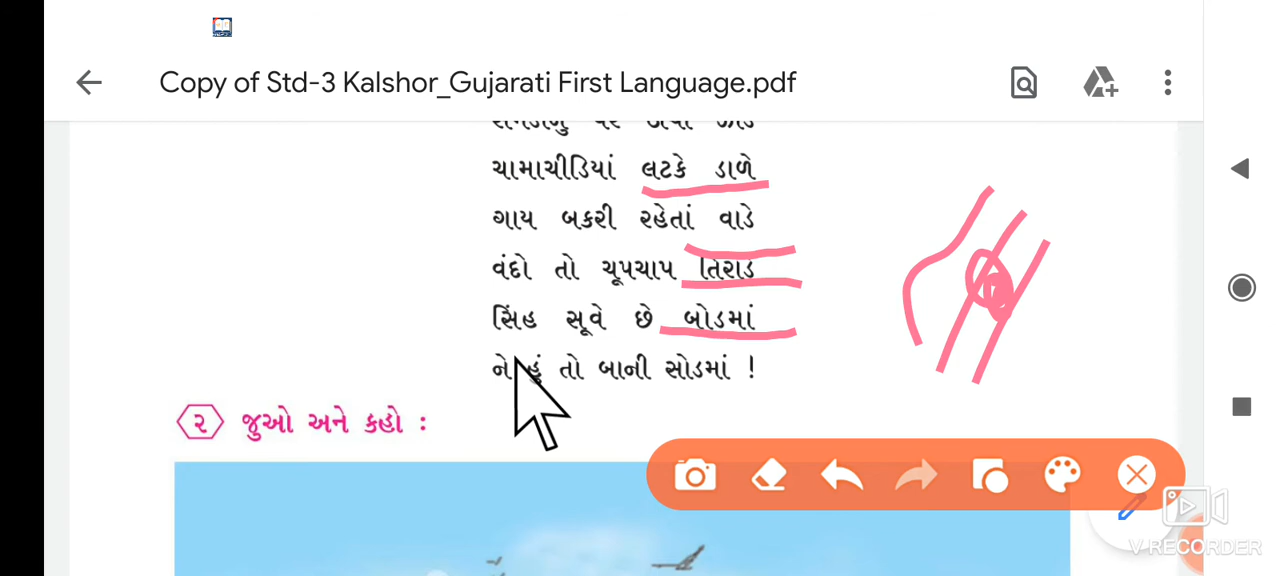 Copy of Std-3 Kalshor_Gujarati First Language.pdf
ચામાચીડિયાં લટકે ડાળે
ગાય બકરી રહેતાં વાડે
વંદો તો ચૂપચાપ તિરાડ
સિંહ સૂવે છે બોડમાં
ને હું તો બાની સોડમાં !
૨ જુઓ અને કહો :
V RECORDER